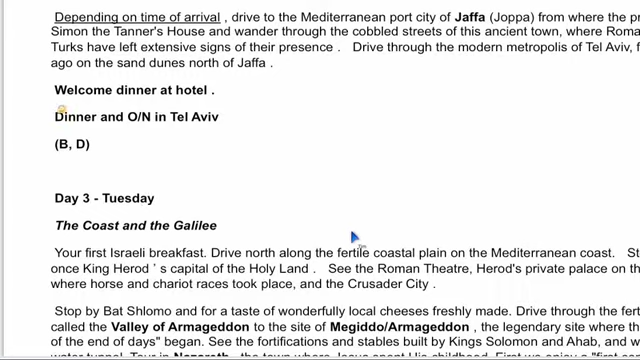 Depending on time of arrival , drive to the Mediterranean port city of Jaffa (Joppa) from where the
Simon the Tanner's House and wander through the cobbled streets of this ancient town, where
Turks have left extensive signs of their presence . Drive through the modern metropolis of Tel Aviv,
ago on the sand dunes north of Jaffa .
Welcome dinner at hotel .
Dinner and O/N in Tel Aviv
(B, D)
Day 3 - Tuesday
The Coast and the Galilee
Your first Israeli breakfast. Drive north along the fertile coastal plain on the Mediterranean coast.
once King Herod ' s capital of the Holy Land . See the Roman Theatre, Herod's private palace on
where horse and chariot races took place, and the Crusader City .
Stop by Bat Shlomo and for a taste of wonderfully local cheeses freshly made. Drive through the
called the Valley of Armageddon to the site of Megiddo/Armageddon , the legendary site where
of the end of days" began. See the fortifications and stables built by Kings Solomon and Ahab, and